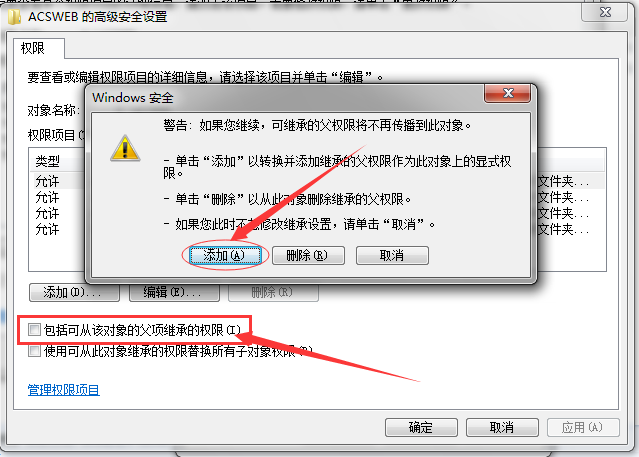 ACSWEB 的高级安全设置
权限
要查看或编辑权限项目的详细信息，请选择该项目并单击“编辑”。
对象名称:
Windows 安全
警告: 如果您继续，可继承的父权限将不再传播到此对象。
- 单击“添加”以转换并添加继承的父权限作为此对象上的显式权
限。
- 单击“删除”以从此对象删除继承的父权限。
- 如果您此时不想修改继承设置，请单击“取消”。
添加(A)
删除(R)
取消
权限项目(
类型
允许 文件夹...
允许 文件夹...
允许 文件夹...
允许 文件夹...
添加(D)...
编辑(E)...
删除(R)
包括可从该对象的父项继承的权限(I)
使用可从此对象继承的权限替换所有子对象权限(P)
管理权限项目
确定
取消
应用(A)